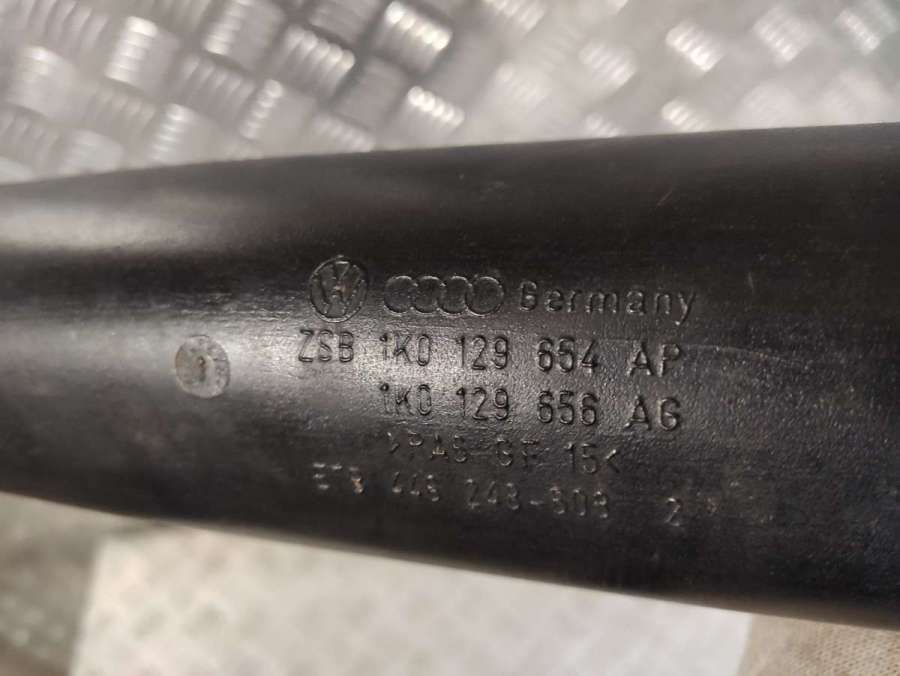 Germany
ZSB 1K0 129 654 AP
1K0 129 656 AG
>PA6-GF 15<